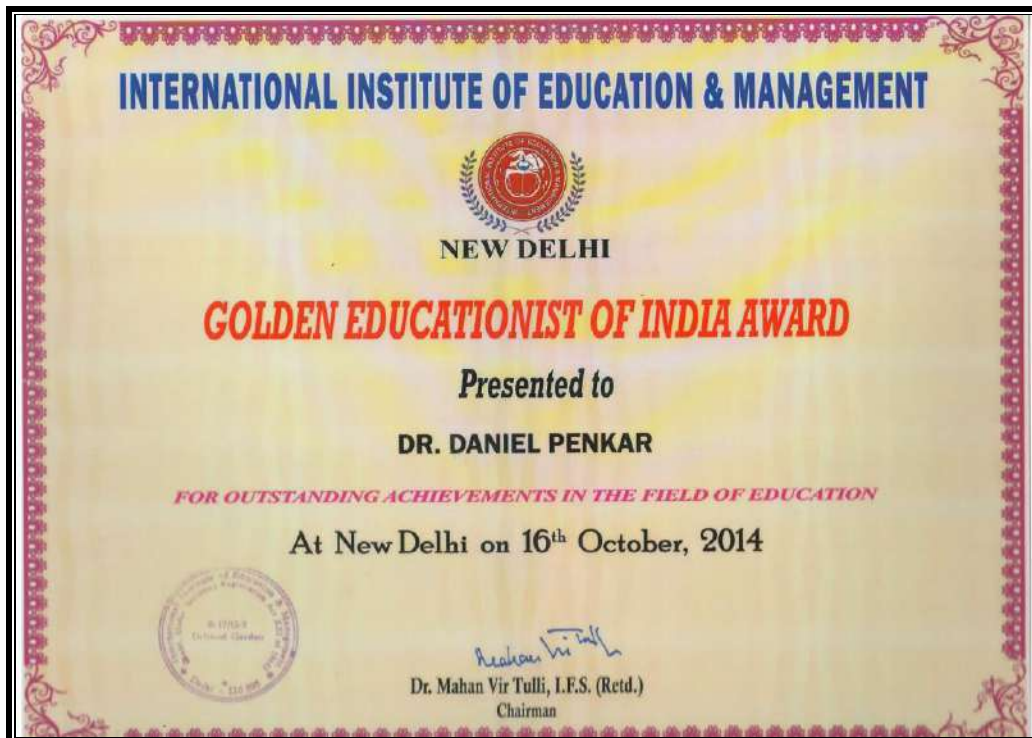 INTERNATIONAL INSTITUTE OF EDUCATION & MANAGEMENT
NEW DELHI
GOLDEN EDUCATIONIST OF INDIA AWARD
Presented to
DR. DANIEL PENKAR
FOR OUTSTANDING ACHIEVEMENTS IN THE FIELD OF EDUCATION
At New Delhi on 16th October, 2014
Dr. Mahan Vir Tulli, I.F.S. (Retd.)
Chairman